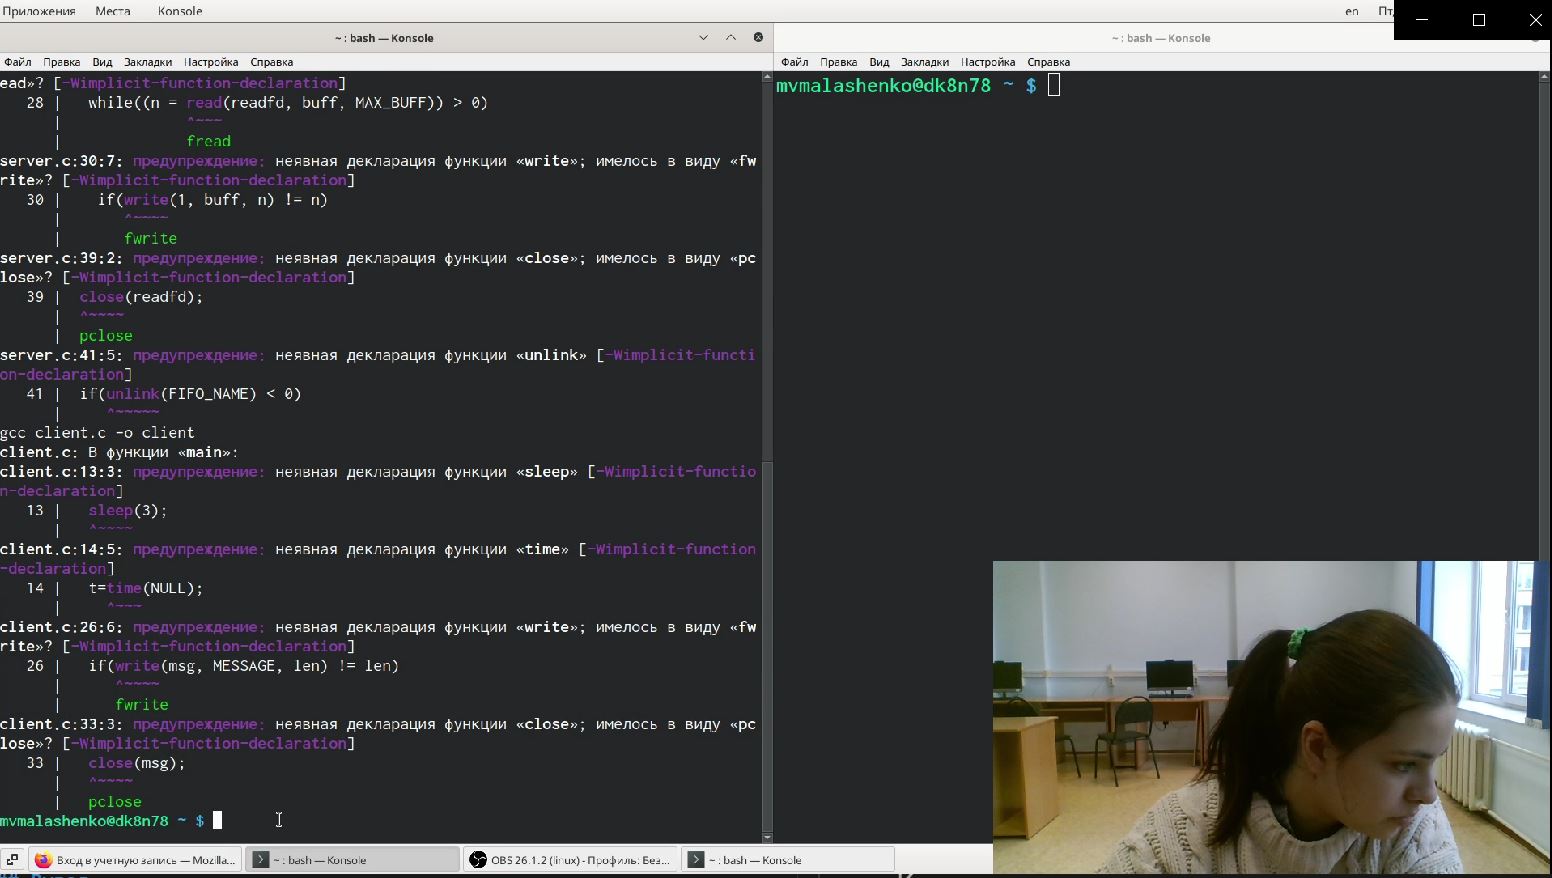 Приложения Места Konsole en
~ : bash — Konsole
Файл Правка Вид Закладки Настройка Справка
ead»? [-Wimplicit-function-declaration]
28 | while((n = read(readfd, buff, MAX_BUFF)) > 0)
| ^~~~
| fread
server.c:30:7: предупреждение: неявная декларация функции «write»; имелось в виду «fw
rite»? [-Wimplicit-function-declaration]
30 | if(write(1, buff, n) != n)
| ^~~~~
| fwrite
server.c:39:2: предупреждение: неявная декларация функции «close»; имелось в виду «pc
lose»? [-Wimplicit-function-declaration]
39 | close(readfd);
| ^~~~~
| pclose
server.c:41:5: предупреждение: неявная декларация функции «unlink» [-Wimplicit-functi
on-declaration]
41 | if(unlink(FIFO_NAME) < 0)
| ^~~~~~
gcc client.c -o client
client.c: В функции «main»:
client.c:13:3: предупреждение: неявная декларация функции «sleep» [-Wimplicit-functio
n-declaration]
13 | sleep(3);
| ^~~~~
client.c:14:5: предупреждение: неявная декларация функции «time» [-Wimplicit-function
-declaration]
14 | t=time(NULL);
| ^~~~
client.c:26:6: предупреждение: неявная декларация функции «write»; имелось в виду «fw
rite»? [-Wimplicit-function-declaration]
26 | if(write(msg, MESSAGE, len) != len)
| ^~~~~
| fwrite
client.c:33:3: предупреждение: неявная декларация функции «close»; имелось в виду «pc
lose»? [-Wimplicit-function-declaration]
33 | close(msg);
| ^~~~~
| pclose
mvmalashenko@dk8n78 ~ $
~ : bash — Konsole
Файл Правка Вид Закладки Настройка Справка
mvmalashenko@dk8n78 ~ $
Вход в учетную запись — Mozilla... ~ : bash — Konsole OBS 26.1.2 (linux) - Профиль: Без... ~ : bash — Konsole